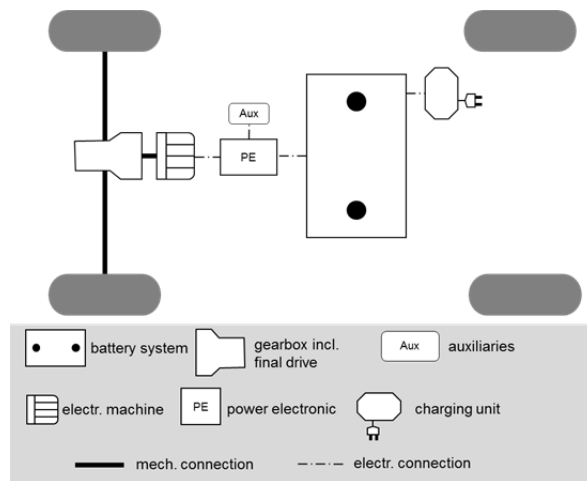 Aux
PE
battery system
gearbox incl.
final drive
Aux
auxiliaries
electr. machine
PE
power electronic
charging unit
mech. connection
electr. connection